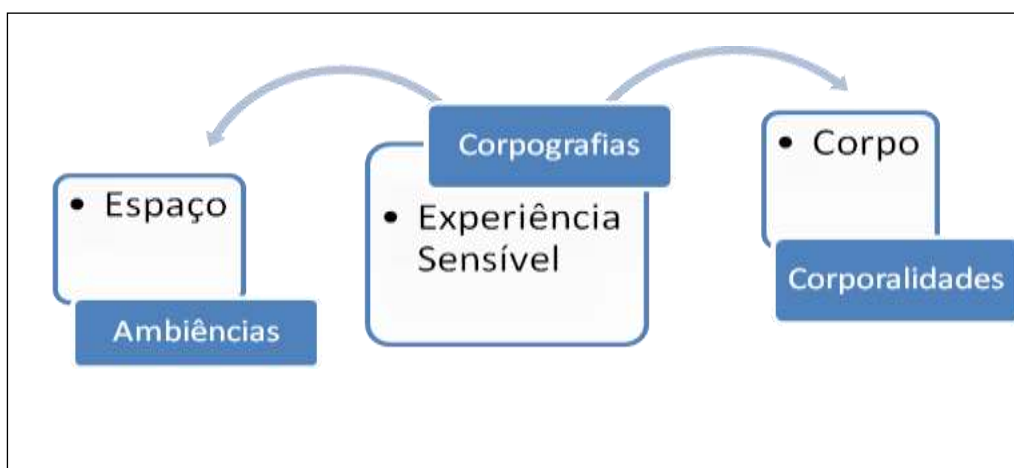 • Espaço
Ambiências
Corpografias
• Experiência
Sensível
• Corpo
Corporalidades